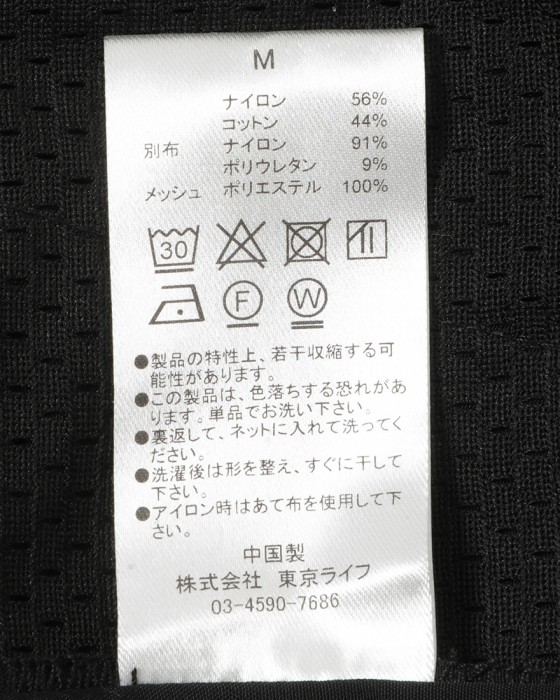 M
ナイロン 56%
コットン 44%
別布 ナイロン 91%
ポリウレタン 9%
メッシュ ポリエステル 100%
30
F W
●製品の特性上、若干収縮する可
能性があります。
●この製品は、色落ちする恐れがあ
ります。単品でお洗い下さい。
●裏返して、ネットに入れて洗ってく
ださい。
●洗濯後は形を整え、すぐに干して
下さい。
●アイロン時はあて布を使用して下
さい。
中国製
株式会社 東京ライフ
03-4590-7686